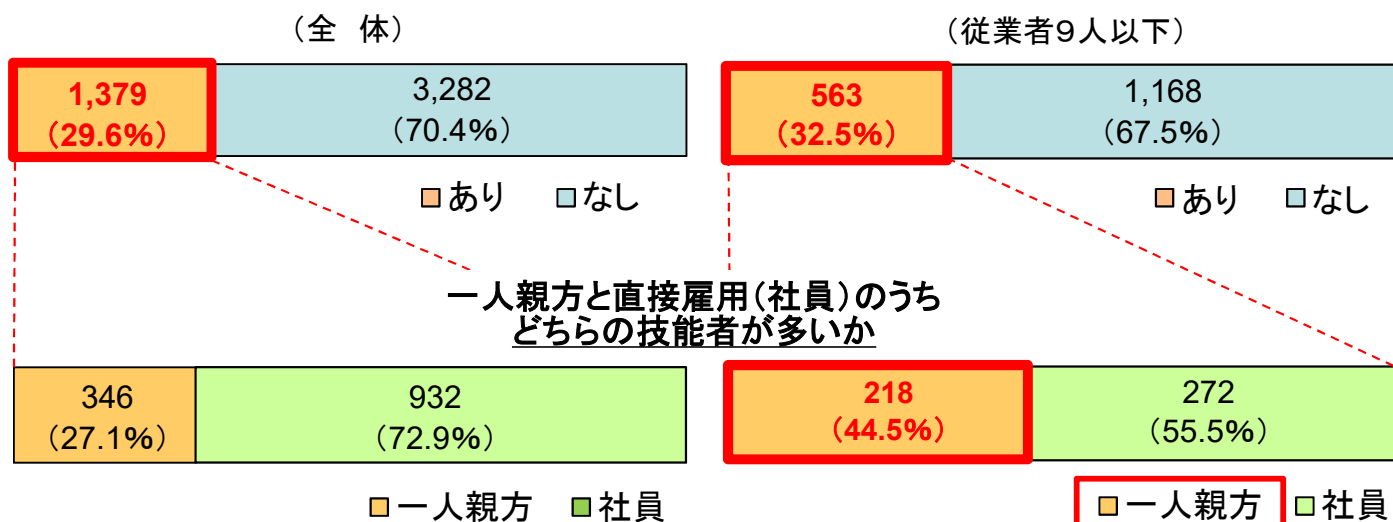 （全　体）
（従業者９人以下）
1,379
（29.6%）
3,282
（70.4%）
563
（32.5%）
1,168
（67.5%）
あり　なし
あり　なし
一人親方と直接雇用（社員）のうち
どちらの技能者が多いか
346
（27.1%）
932
（72.9%）
218
（44.5%）
272
（55.5%）
一人親方　社員
一人親方　社員